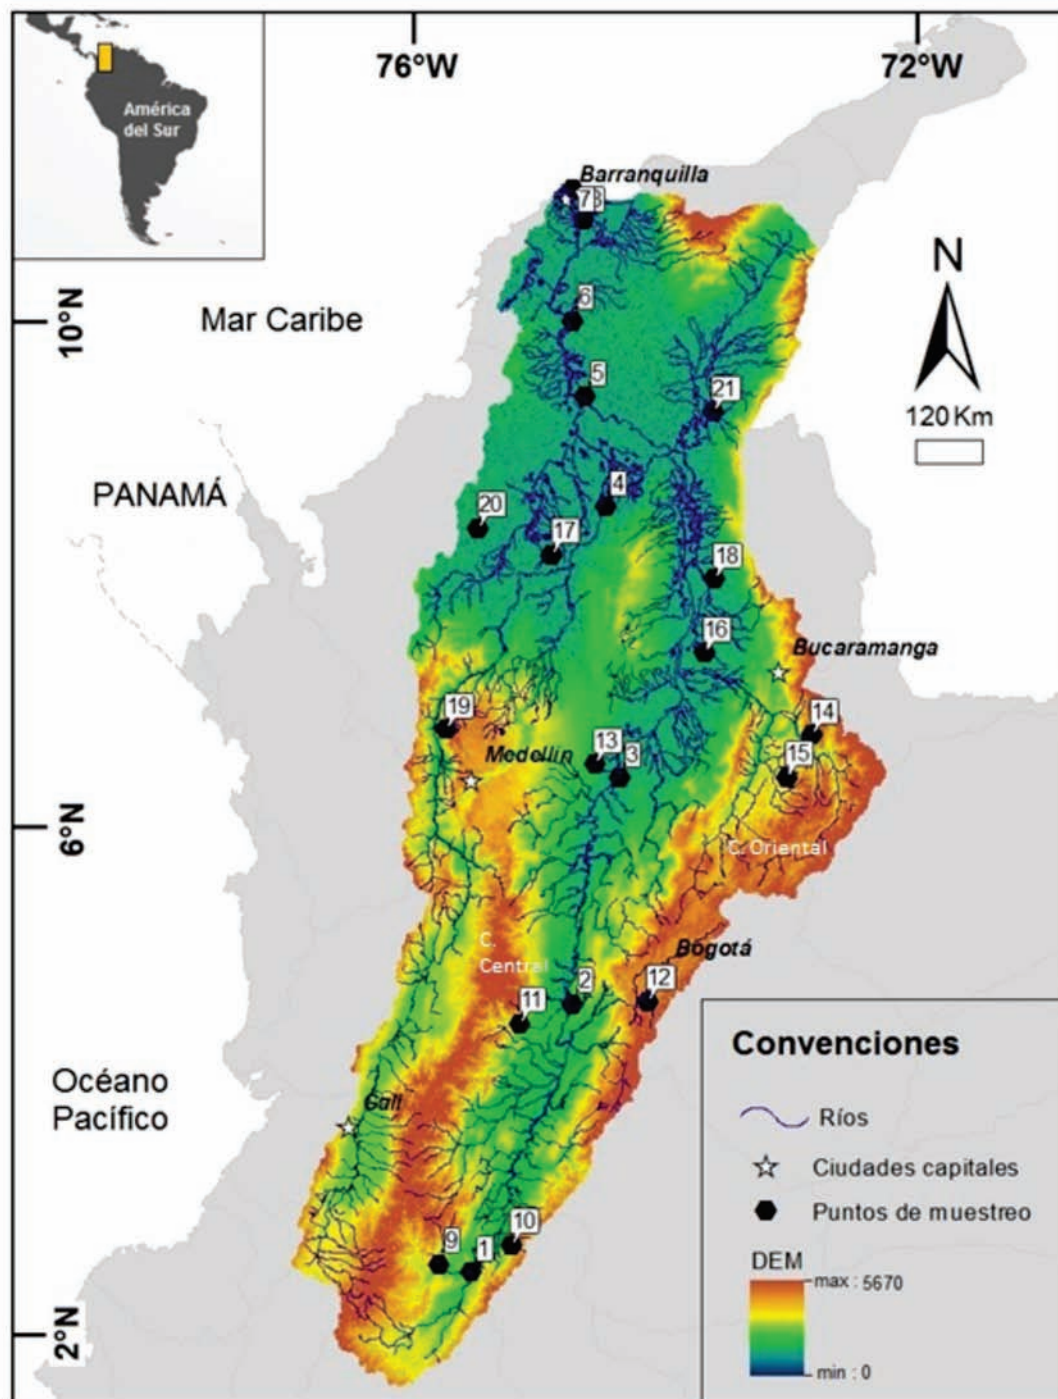 76°W
72°W
América
del Sur
Barranquilla
7
8
N
10°N
Mar Caribe
6
5
21
120 Km
PANAMÁ
4
20
17
18
16
Bucaramanga
19
14
13
3
15
Medellín
6°N
C. Oriental
C.
Central
Bogotá
2
12
11
Océano
Pacífico
Cali
10
9
1
2°N
Convenciones
Ríos
Ciudades capitales
Puntos de muestreo
DEM
max : 5670
min : 0